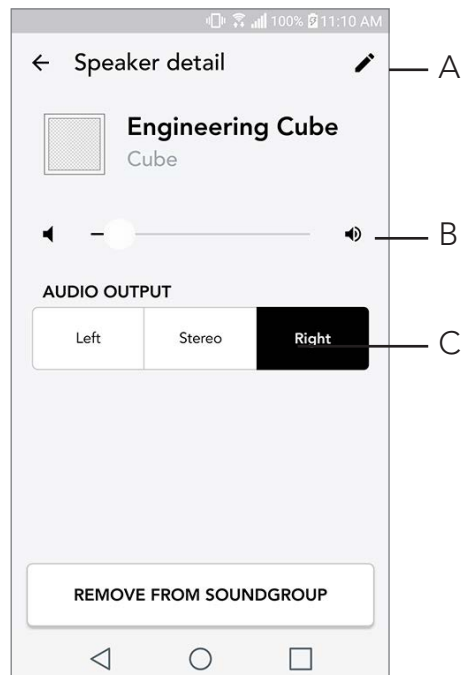 100% 11:10 AM
Speaker detail
A
Engineering Cube
Cube
B
AUDIO OUTPUT
Left Stereo Right
C
REMOVE FROM SOUNDGROUP